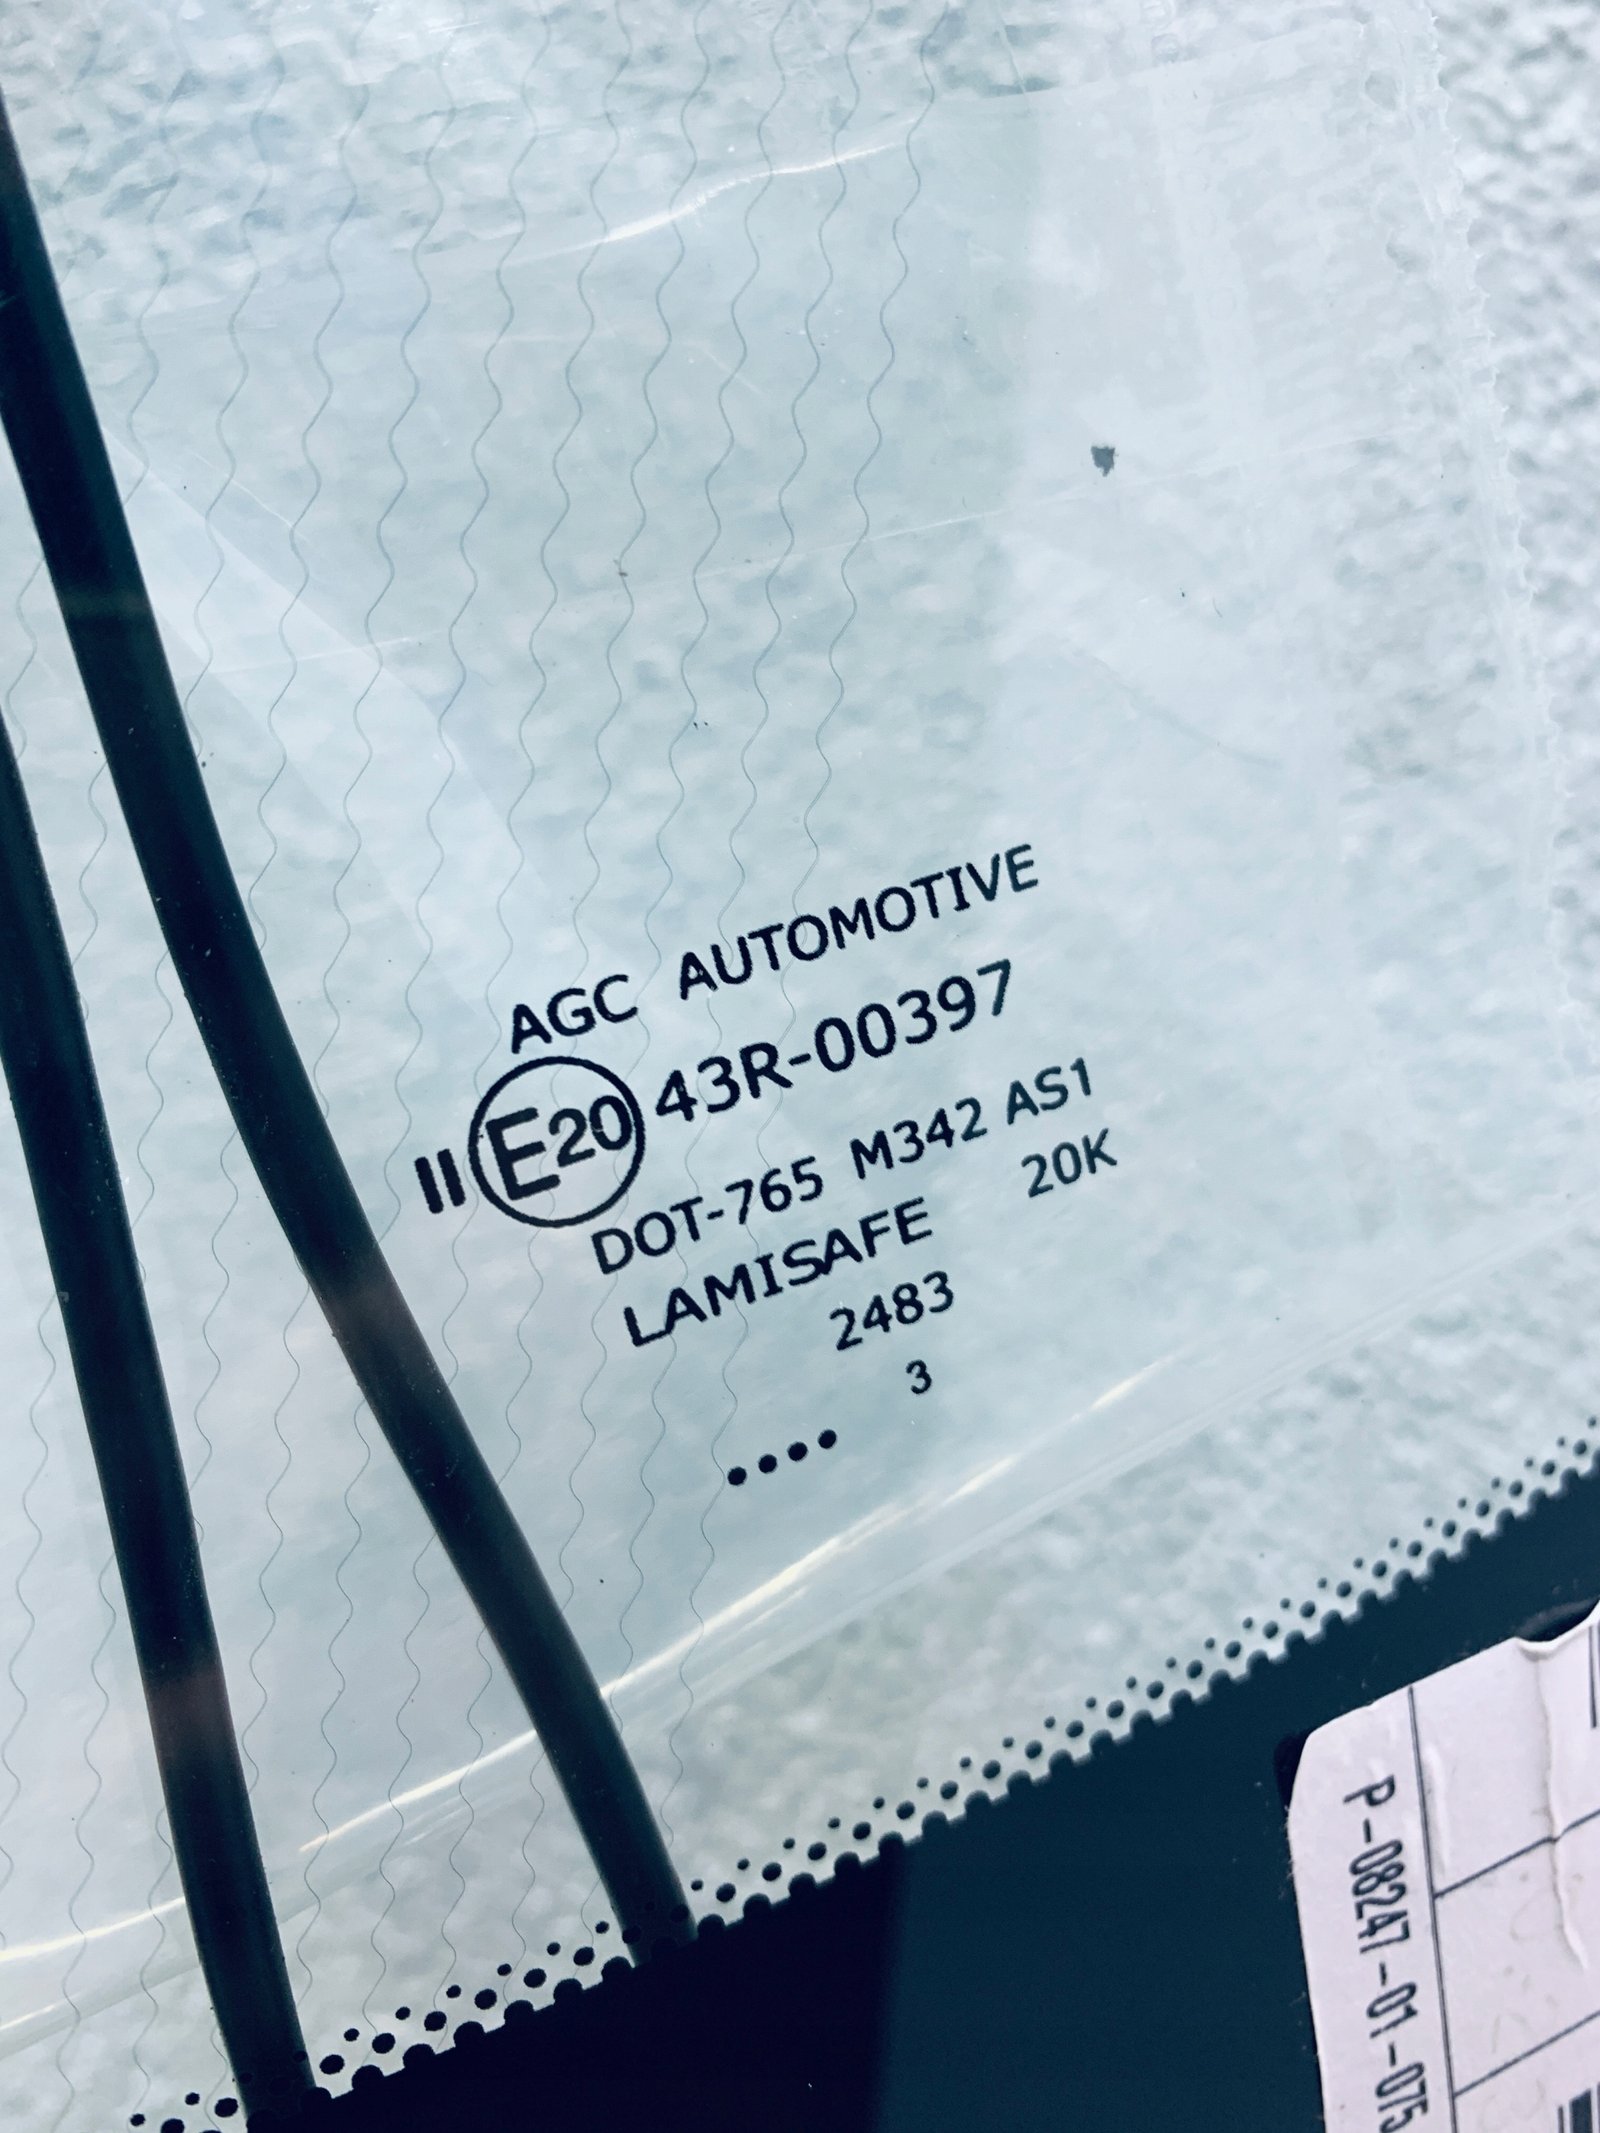 AGC AUTOMOTIVE
II E20 43R-00397
DOT-765 M342 AS1
LAMISAFE 20K
2483
3
....
P-08247-01-075